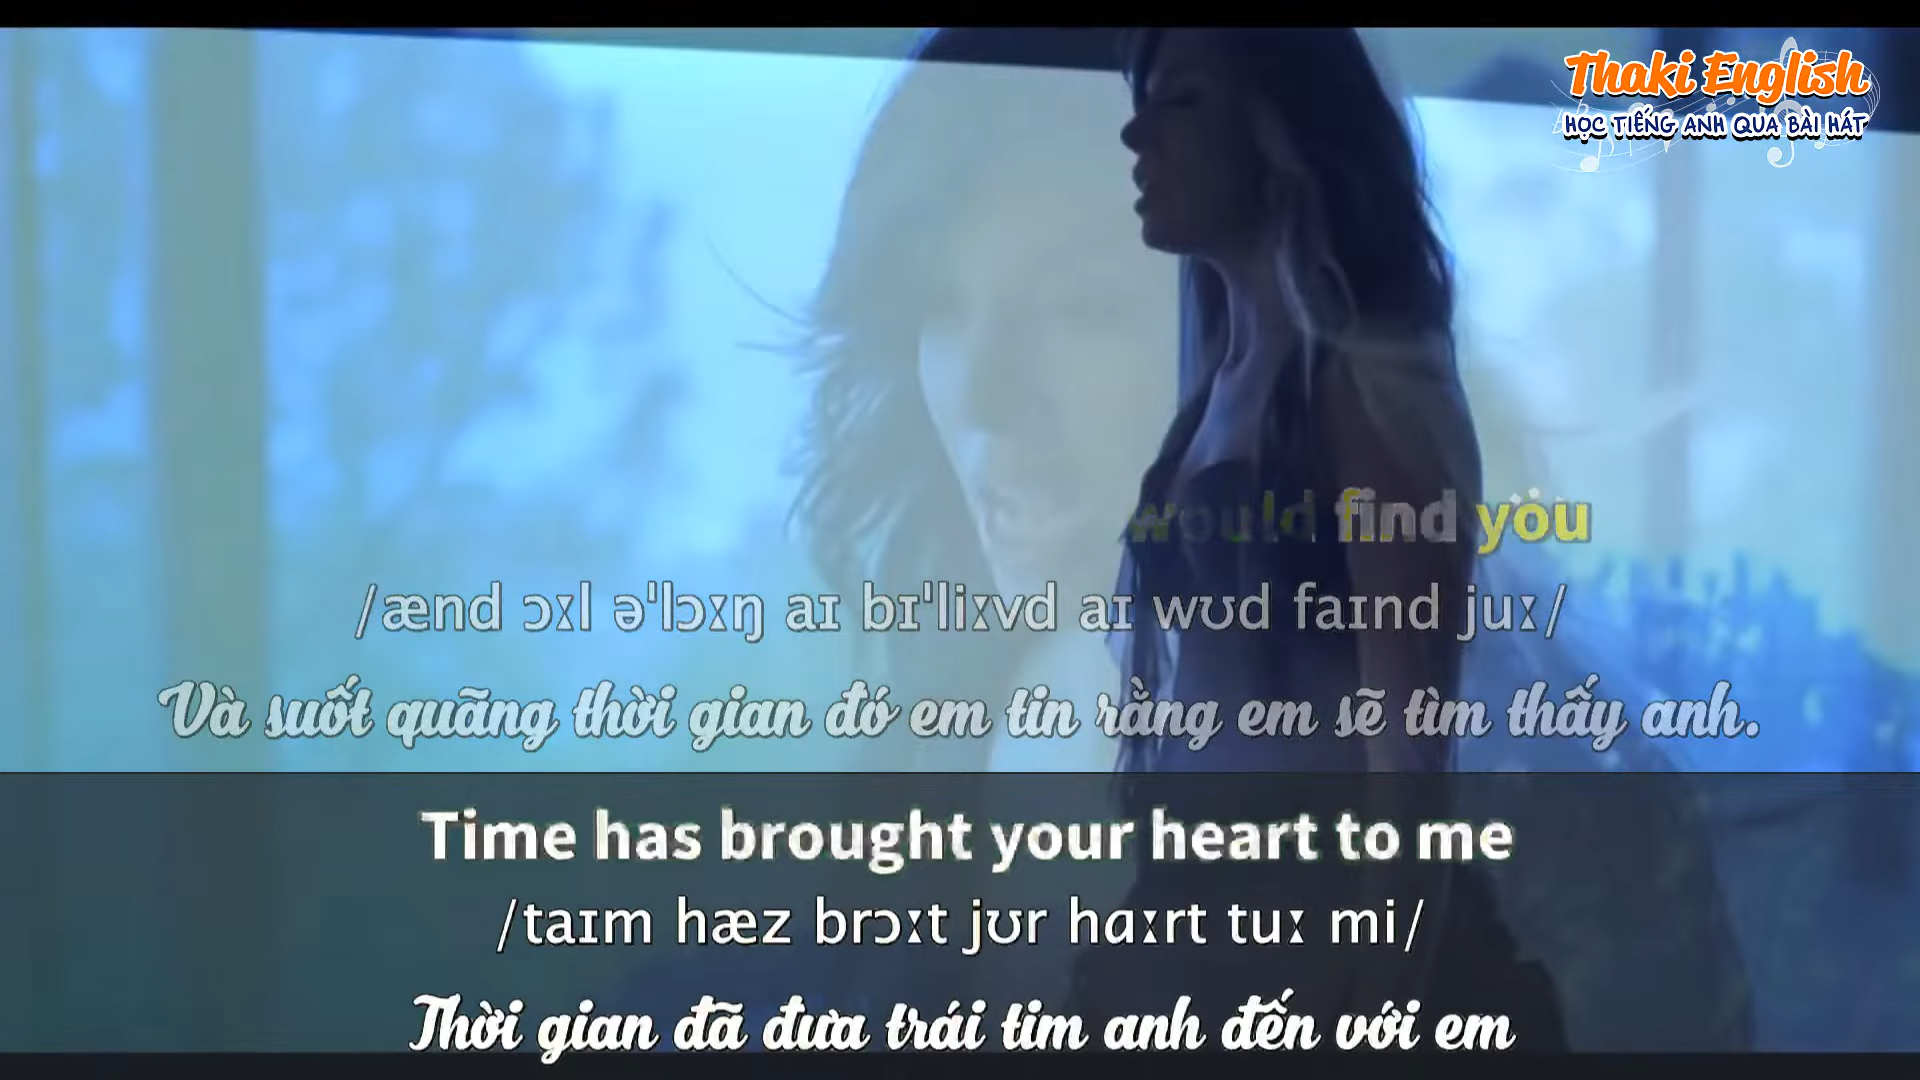 Thaki English
HỌC TIẾNG ANH QUA BÀI HÁT
would find you
/ænd ɔːl əˈlɔːŋ aɪ bɪˈliːvd aɪ wʊd faɪnd juː/
Và suốt quãng thời gian đó em tin rằng em sẽ tìm thấy anh.
Time has brought your heart to me
/taɪm hæz brɔːt jʊr hɑːrt tuː mi/
Thời gian đã đưa trái tim anh đến với em